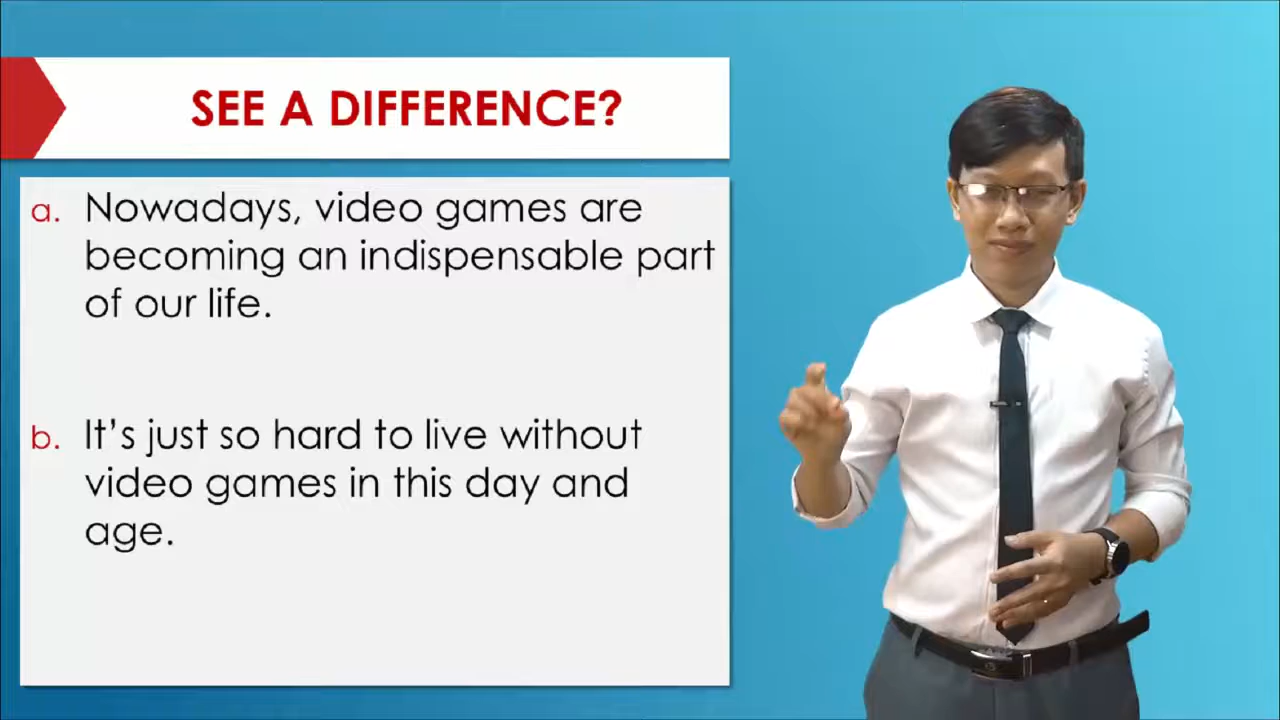 SEE A DIFFERENCE?
a. Nowadays, video games are
becoming an indispensable part
of our life.
b. It's just so hard to live without
video games in this day and
age.